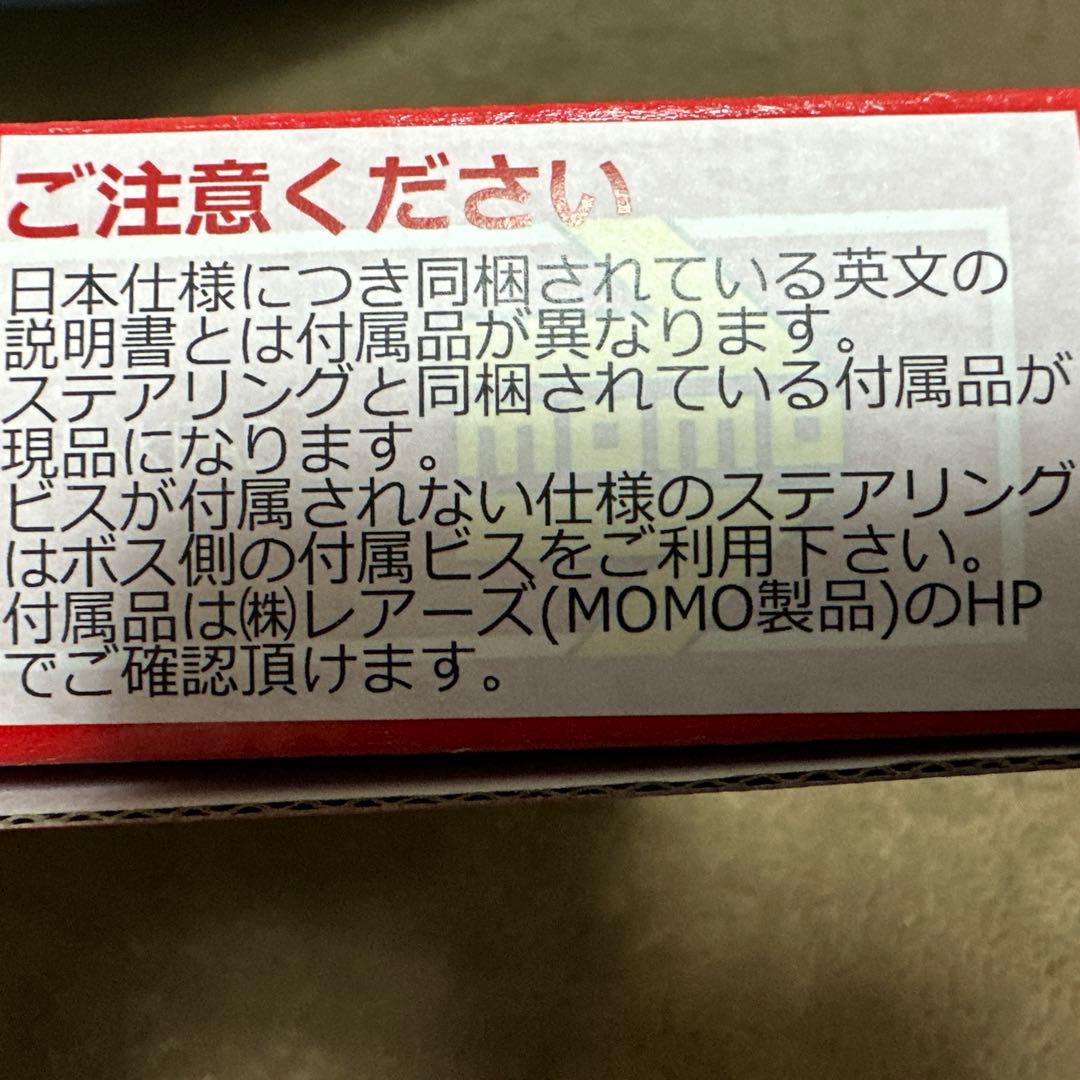 ご注意ください
日本仕様につき同梱されている英文の
説明書とは付属品が異なります。
ステアリングと同梱されている付属品が
現品になります。
ビスが付属されない仕様のステアリング
はボス側の付属ビスをご利用下さい。
付属品は㈱レアーズ(MOMO製品)のHP
でご確認頂けます。
momo